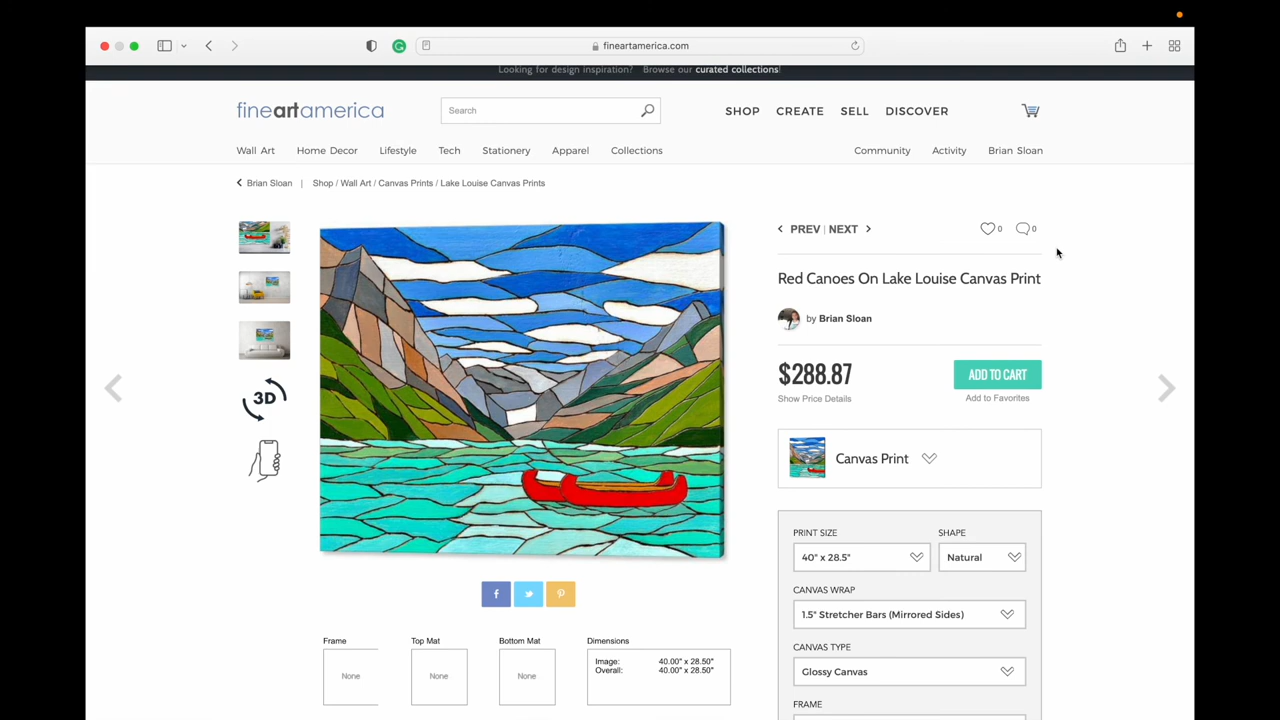 fineartamerica.com
Looking for design inspiration? Browse our curated collections!
fineartamerica
Search
SHOP CREATE SELL DISCOVER
Wall Art Home Decor Lifestyle Tech Stationery Apparel Collections Community Activity Brian Sloan
Brian Sloan | Shop / Wall Art / Canvas Prints / Lake Louise Canvas Prints
PREV | NEXT
0 0
Red Canoes On Lake Louise Canvas Print
by Brian Sloan
$288.87
ADD TO CART
Show Price Details
Add to Favorites
3D
Canvas Print
PRINT SIZE SHAPE
40" x 28.5" Natural
CANVAS WRAP
1.5" Stretcher Bars (Mirrored Sides)
CANVAS TYPE
Glossy Canvas
FRAME
Frame Top Mat Bottom Mat Dimensions
None None None
Image: 40.00" x 28.50"
Overall: 40.00" x 28.50"